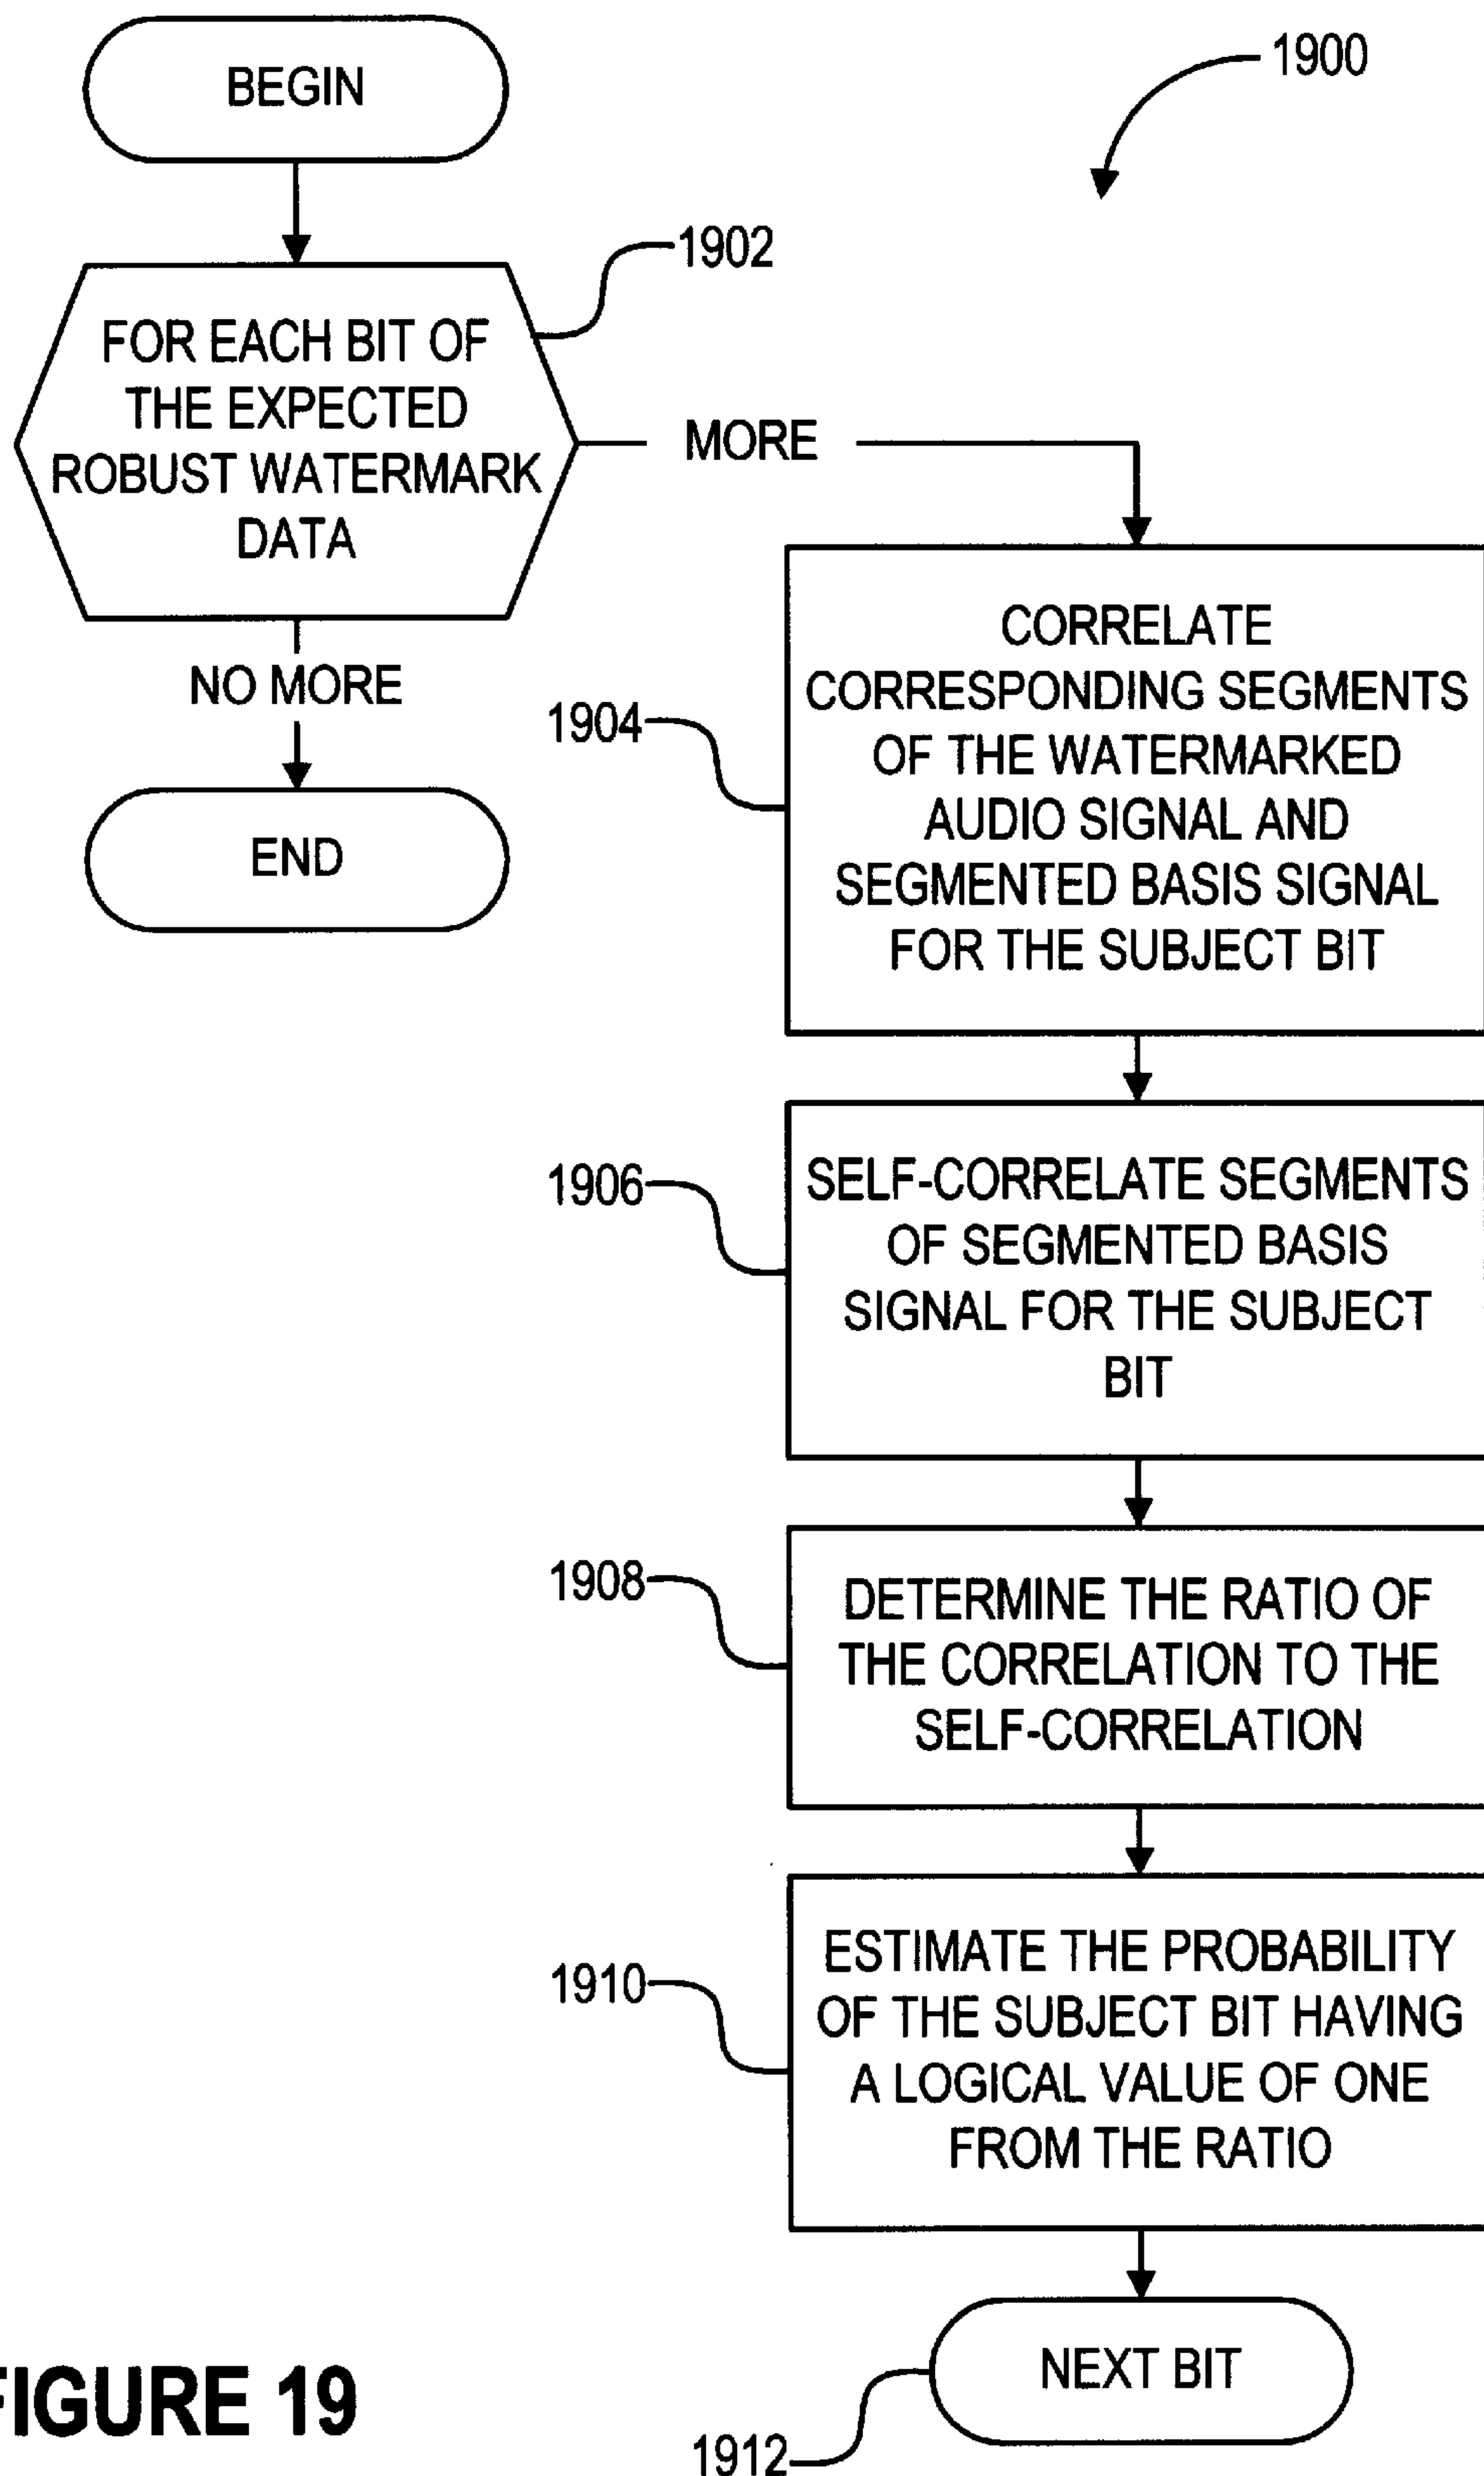 BEGIN
1900
1902
FOR EACH BIT OF
THE EXPECTED
ROBUST WATERMARK
DATA
MORE
NO MORE
END
1904
CORRELATE
CORRESPONDING SEGMENTS
OF THE WATERMARKED
AUDIO SIGNAL AND
SEGMENTED BASIS SIGNAL
FOR THE SUBJECT BIT
1906
SELF-CORRELATE SEGMENTS
OF SEGMENTED BASIS
SIGNAL FOR THE SUBJECT
BIT
1908
DETERMINE THE RATIO OF
THE CORRELATION TO THE
SELF-CORRELATION
1910
ESTIMATE THE PROBABILITY
OF THE SUBJECT BIT HAVING
A LOGICAL VALUE OF ONE
FROM THE RATIO
NEXT BIT
1912
FIGURE 19